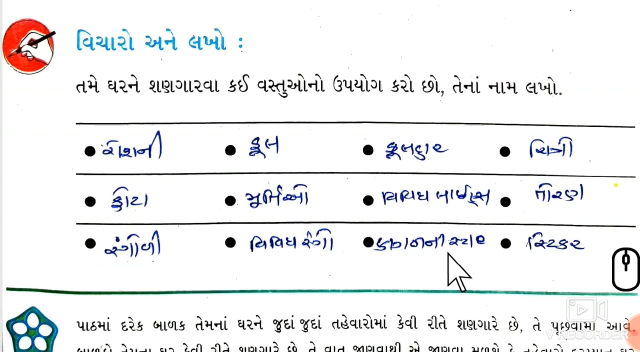 વિચારો અને લખો :
તમે ઘરને શણગારવા કઈ વસ્તુઓનો ઉપયોગ કરો છો, તેનાં નામ લખો.
• રોશની • ફૂલ • ફૂલહાર • ચિત્રો
• ફોટા • મૂર્તિઓ • વિવિધ • તોરણ
• રંગોળી • વિવિધ રંગો • કાગળની સ્ટાર • સ્ટિકર
પાઠમાં દરેક બાળક તેમનાં ઘરને જુદાં જુદાં તહેવારોમાં કેવી રીતે શણગારે છે, તે પૂછવામાં આવે